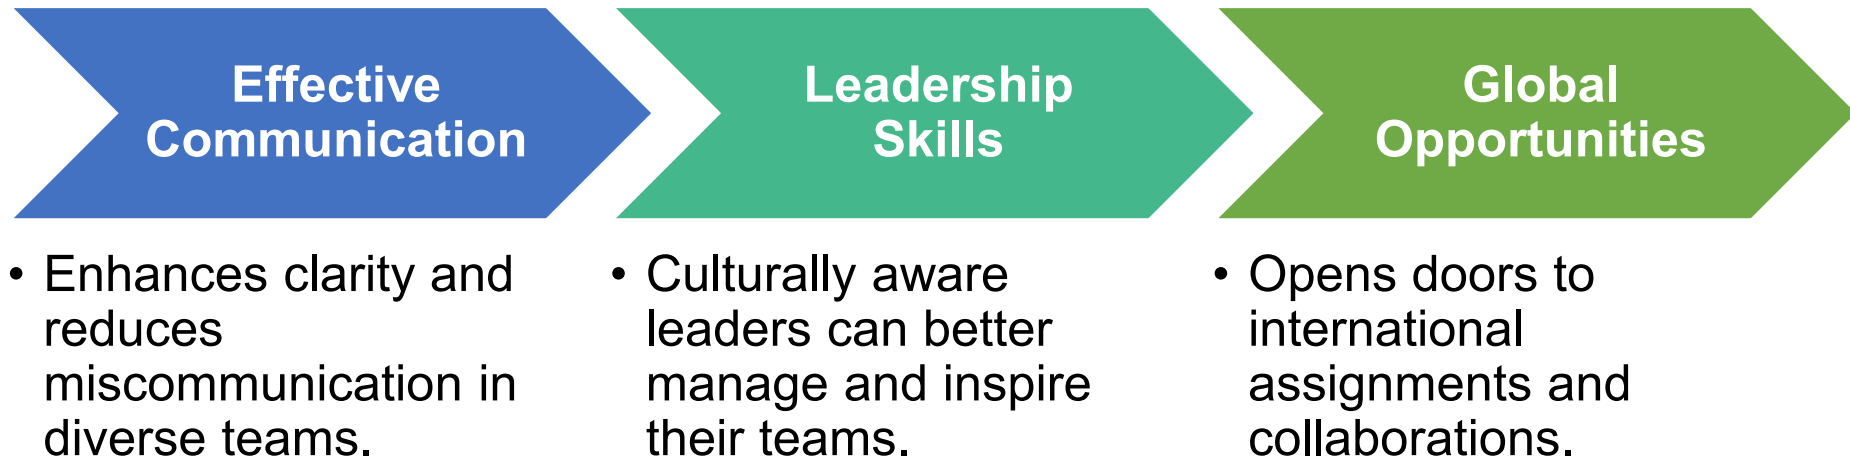 Effective
Communication
• Enhances clarity and
reduces
miscommunication in
diverse teams.
Leadership
Skills
• Culturally aware
leaders can better
manage and inspire
their teams.
Global
Opportunities
• Opens doors to
international
assignments and
collaborations.